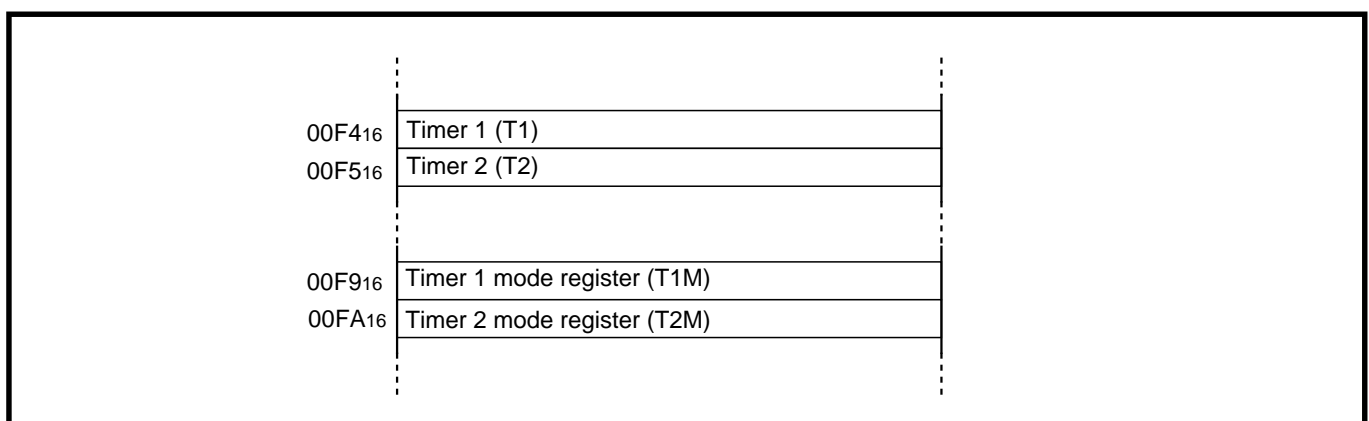 00F416 Timer 1 (T1)
00F516 Timer 2 (T2)
00F916 Timer 1 mode register (T1M)
00FA16 Timer 2 mode register (T2M)